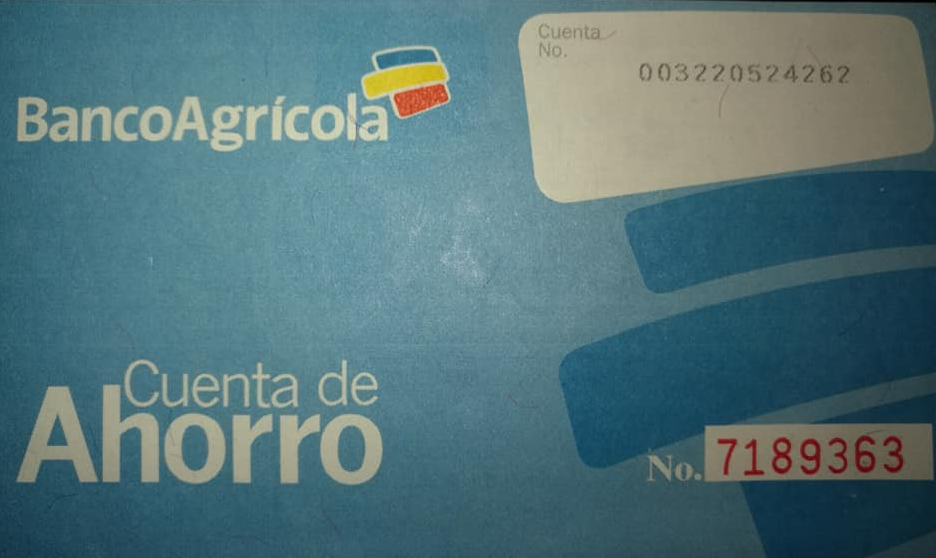 BancoAgrícola
Cuenta
No.
003220524262
Cuenta de
Ahorro
No. 7189363